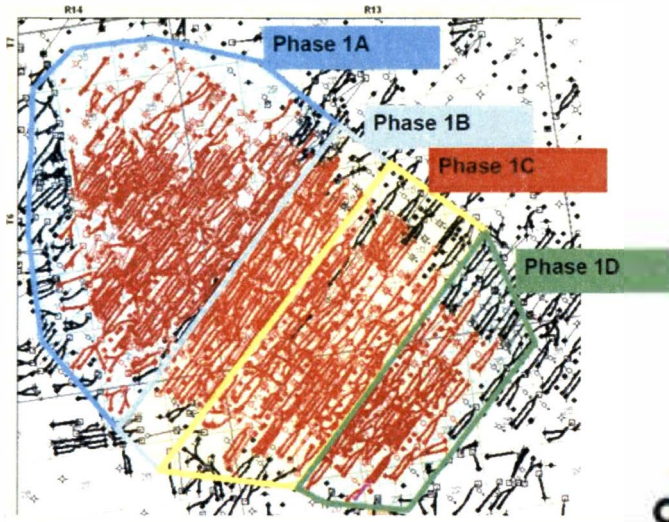 R14 R13
T7
Phase 1A
Phase 1B
Phase 1C
T6
Phase 1D